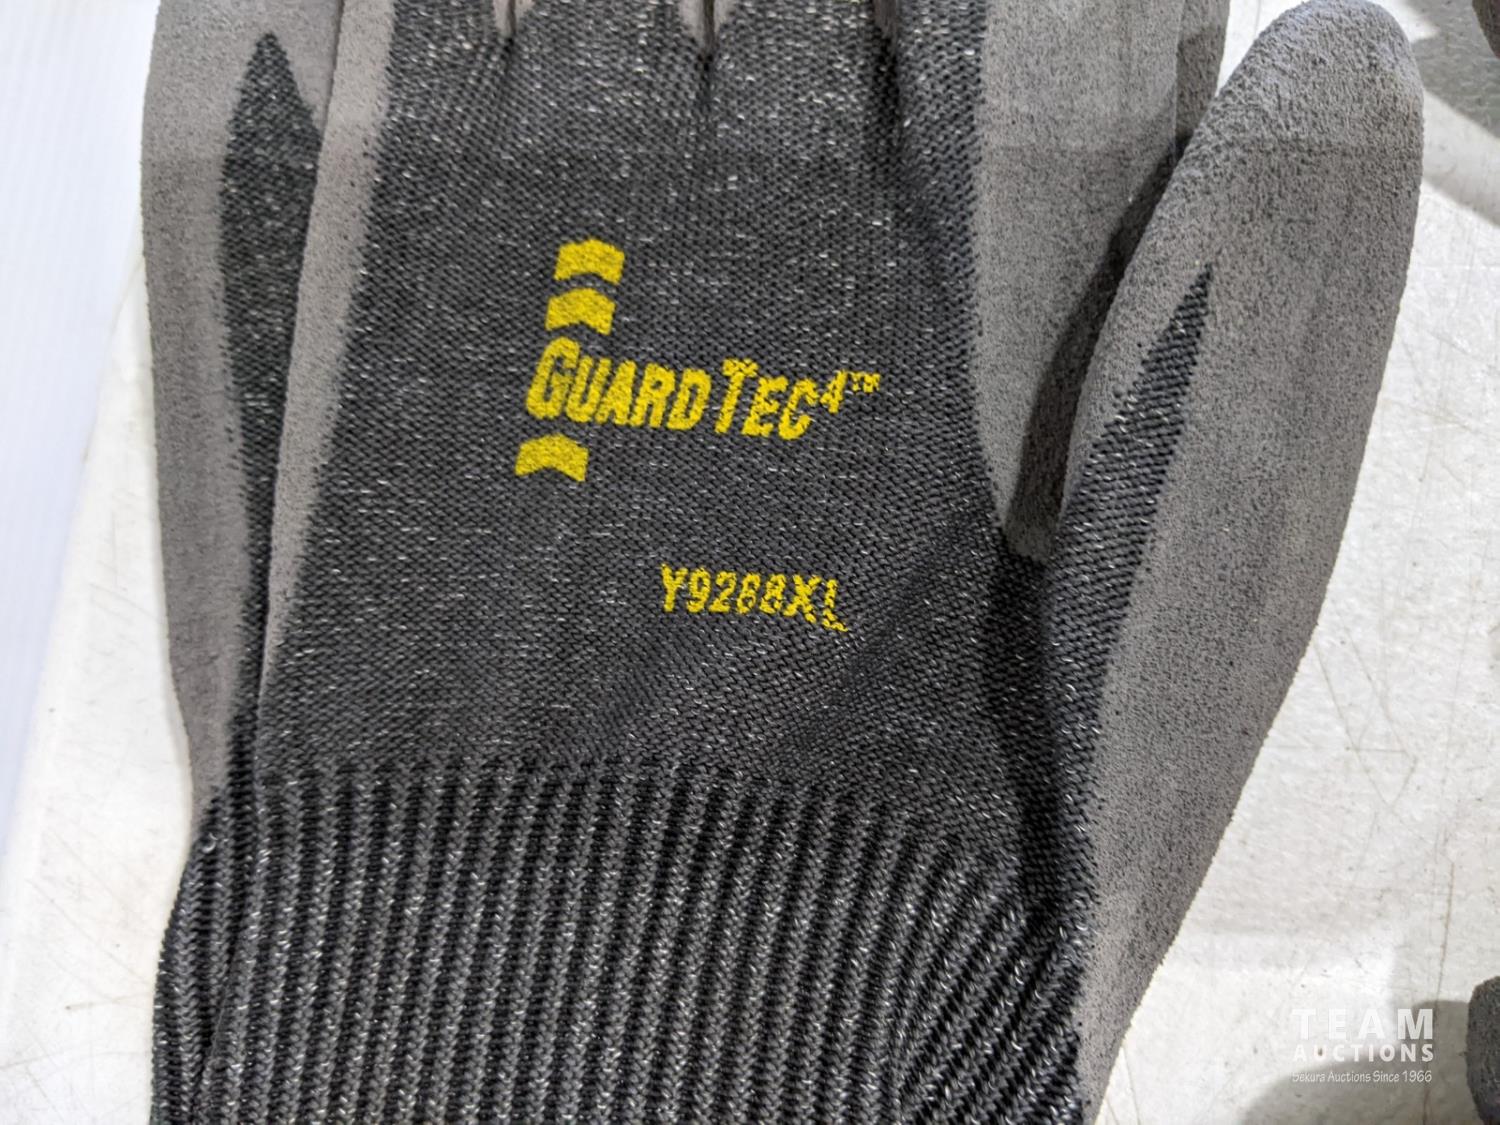 GUARDTEC4™
Y9288XL
TEAM
AUCTIONS
Sekura Auctions Since 1966